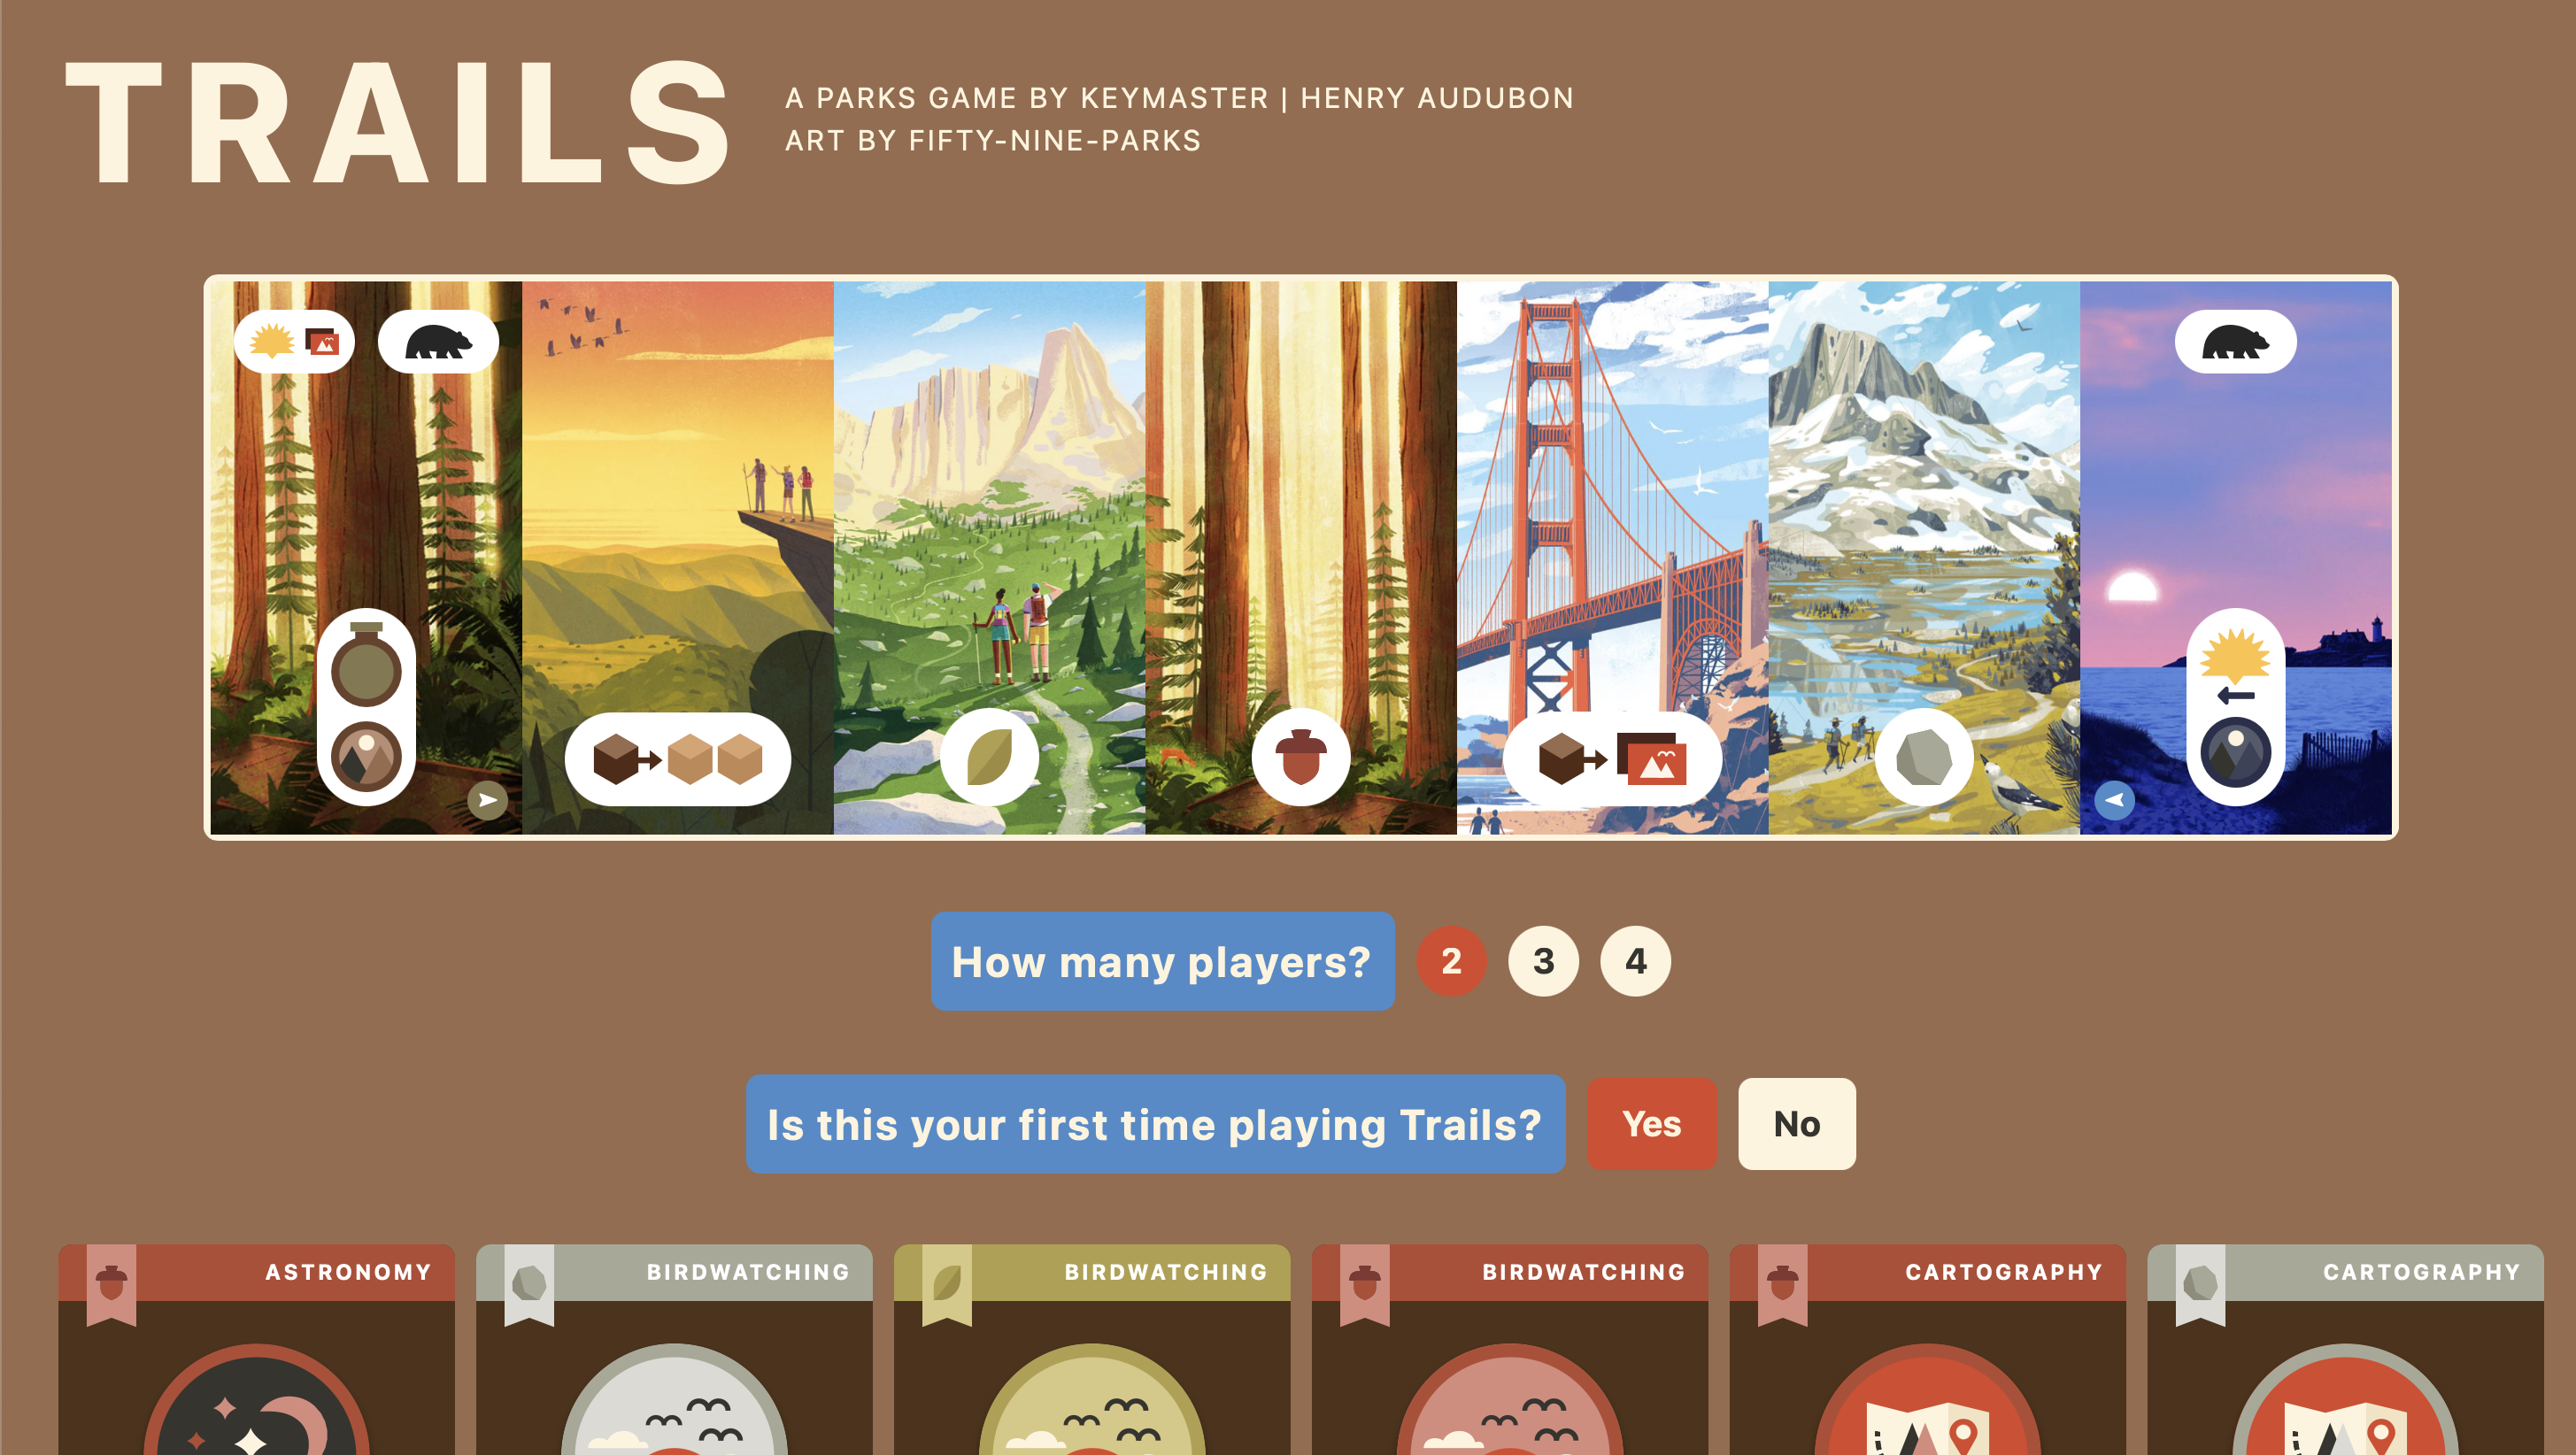 TRAILS
A PARKS GAME BY KEYMASTER | HENRY AUDUBON
ART BY FIFTY-NINE-PARKS
How many players? 2 3 4
Is this your first time playing Trails? Yes No
ASTRONOMY
BIRDWATCHING
BIRDWATCHING
BIRDWATCHING
CARTOGRAPHY
CARTOGRAPHY